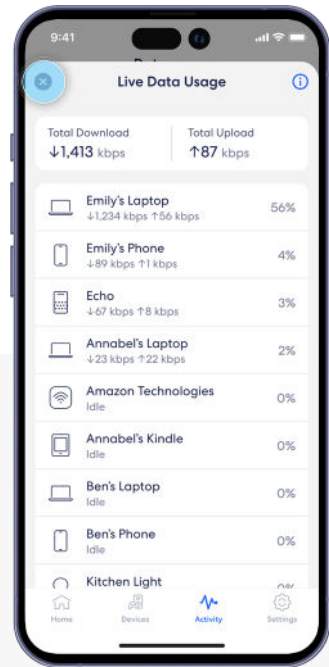 9:41
Live Data Usage
Total Download
↓1,413 kbps
Total Upload
↑87 kbps
Emily's Laptop
↓1,234 kbps ↑56 kbps
56%
Emily's Phone
↓89 kbps ↑1 kbps
4%
Echo
↓67 kbps ↑8 kbps
3%
Annabel's Laptop
↓23 kbps ↑22 kbps
2%
Amazon Technologies
Idle
0%
Annabel's Kindle
Idle
0%
Ben's Laptop
Idle
0%
Ben's Phone
Idle
0%
Kitchen Light
0%
Home
Devices
Activity
Settings